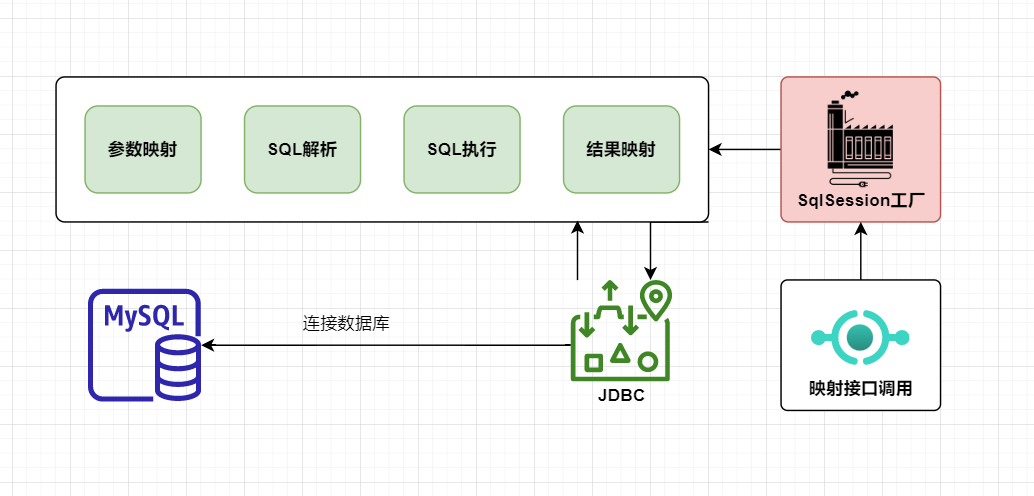 参数映射
SQL解析
SQL执行
结果映射
SqlSession工厂
MySQL
连接数据库
JDBC
映射接口调用